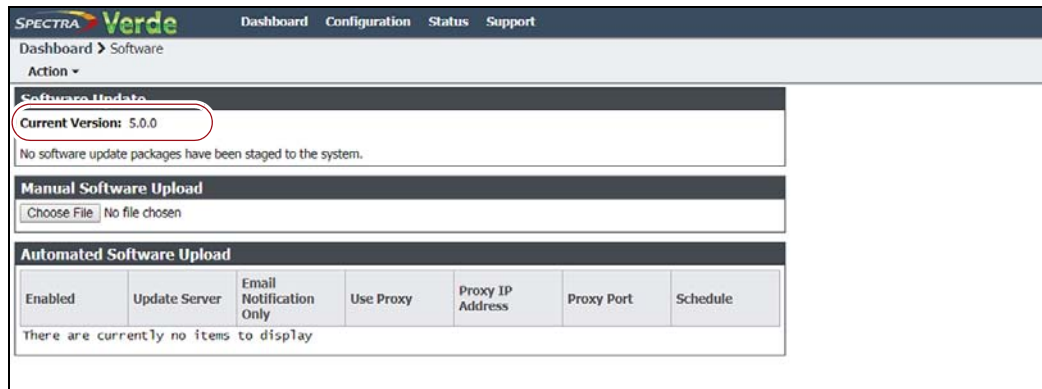 SPECTRA Verde Dashboard Configuration Status Support
Dashboard > Software
Action
Software Update
Current Version: 5.0.0
No software update packages have been staged to the system.
Manual Software Upload
Choose File No file chosen
Automated Software Upload
Enabled Update Server Email Notification Only Use Proxy Proxy IP Address Proxy Port Schedule
There are currently no items to display